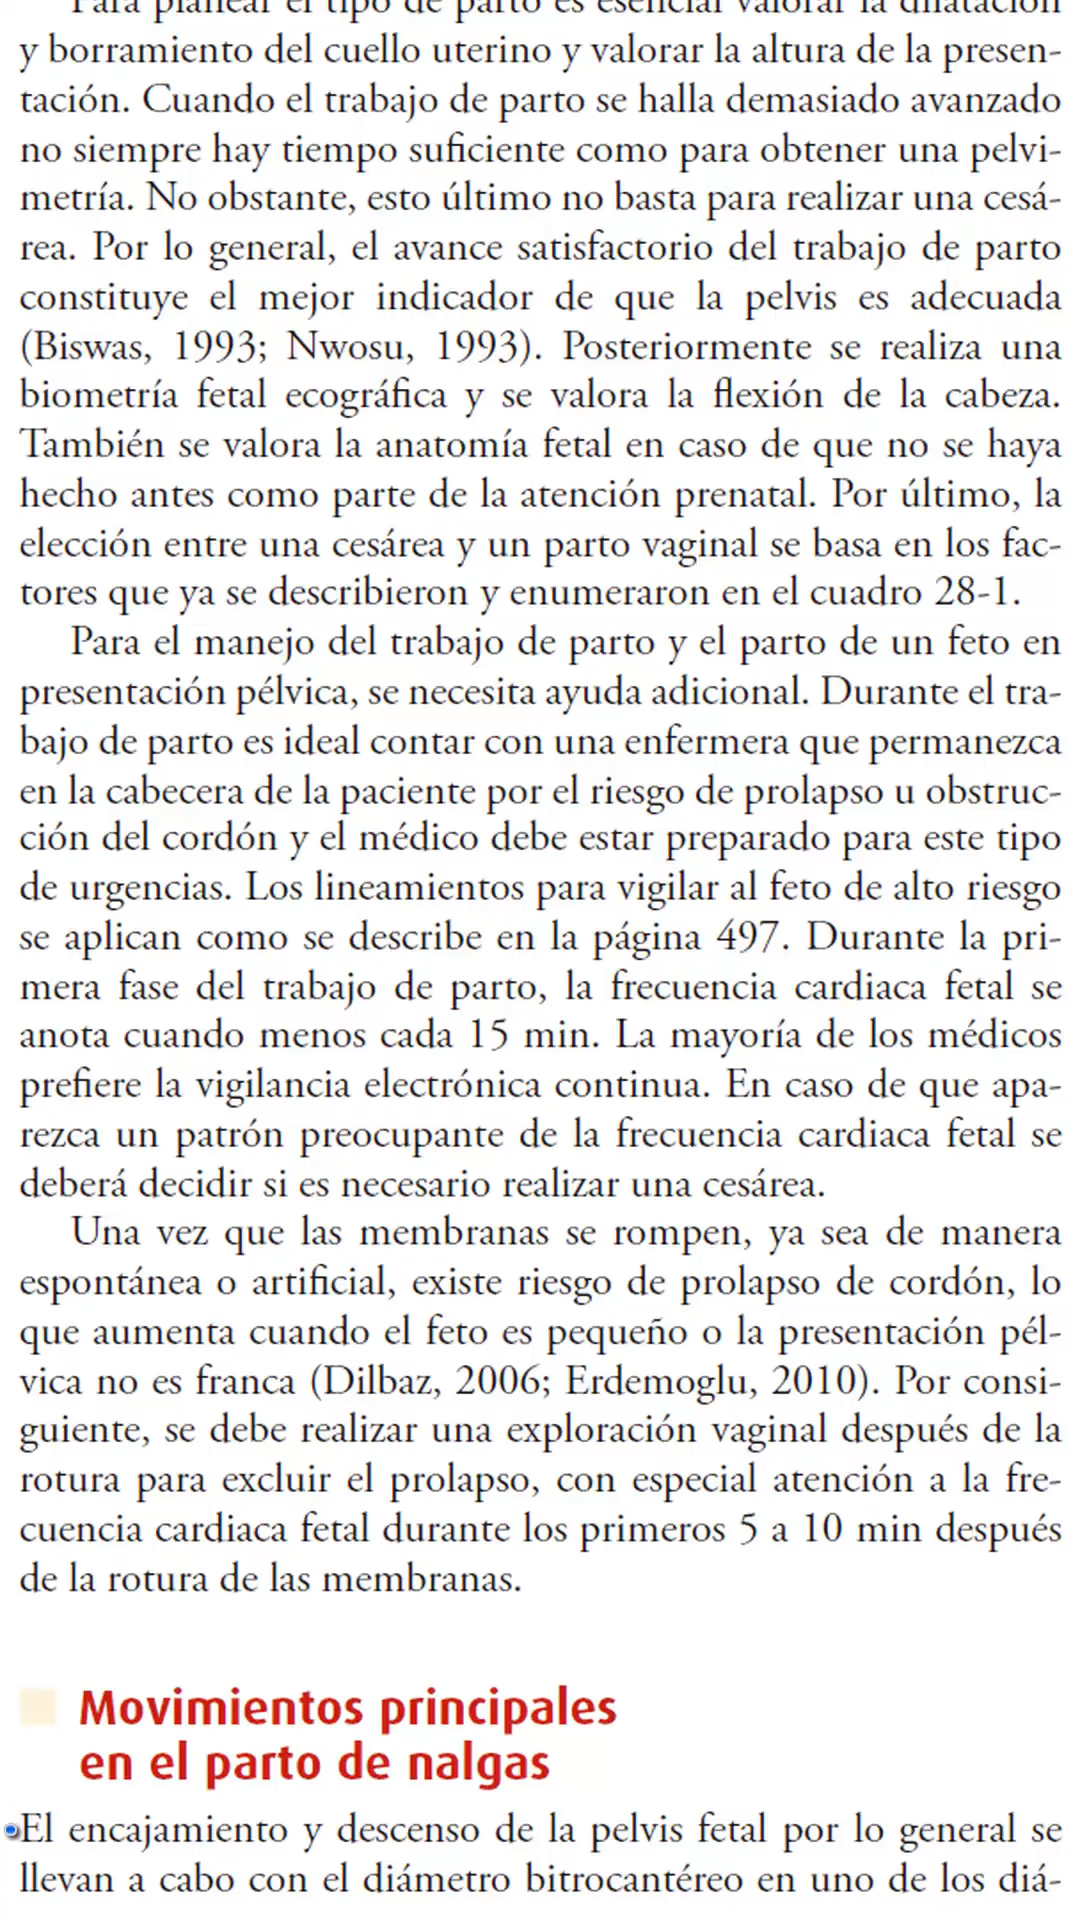 Para planear el tipo de parto es esencial valorar la dilatación
y borramiento del cuello uterino y valorar la altura de la presen-
tación. Cuando el trabajo de parto se halla demasiado avanzado
no siempre hay tiempo suficiente como para obtener una pelvi-
metría. No obstante, esto último no basta para realizar una cesá-
rea. Por lo general, el avance satisfactorio del trabajo de parto
constituye el mejor indicador de que la pelvis es adecuada
(Biswas, 1993; Nwosu, 1993). Posteriormente se realiza una
biometría fetal ecográfica y se valora la flexión de la cabeza.
También se valora la anatomía fetal en caso de que no se haya
hecho antes como parte de la atención prenatal. Por último, la
elección entre una cesárea y un parto vaginal se basa en los fac-
tores que ya se describieron y enumeraron en el cuadro 28-1.
Para el manejo del trabajo de parto y el parto de un feto en
presentación pélvica, se necesita ayuda adicional. Durante el tra-
bajo de parto es ideal contar con una enfermera que permanezca
en la cabecera de la paciente por el riesgo de prolapso u obstruc-
ción del cordón y el médico debe estar preparado para este tipo
de urgencias. Los lineamientos para vigilar al feto de alto riesgo
se aplican como se describe en la página 497. Durante la pri-
mera fase del trabajo de parto, la frecuencia cardiaca fetal se
anota cuando menos cada 15 min. La mayoría de los médicos
prefiere la vigilancia electrónica continua. En caso de que apa-
rezca un patrón preocupante de la frecuencia cardiaca fetal se
deberá decidir si es necesario realizar una cesárea.
Una vez que las membranas se rompen, ya sea de manera
espontánea o artificial, existe riesgo de prolapso de cordón, lo
que aumenta cuando el feto es pequeño o la presentación pél-
vica no es franca (Dilbaz, 2006; Erdemoglu, 2010). Por consi-
guiente, se debe realizar una exploración vaginal después de la
rotura para excluir el prolapso, con especial atención a la fre-
cuencia cardiaca fetal durante los primeros 5 a 10 min después
de la rotura de las membranas.
Movimientos principales
en el parto de nalgas
El encajamiento y descenso de la pelvis fetal por lo general se
llevan a cabo con el diámetro bitrocantéreo en uno de los diá-